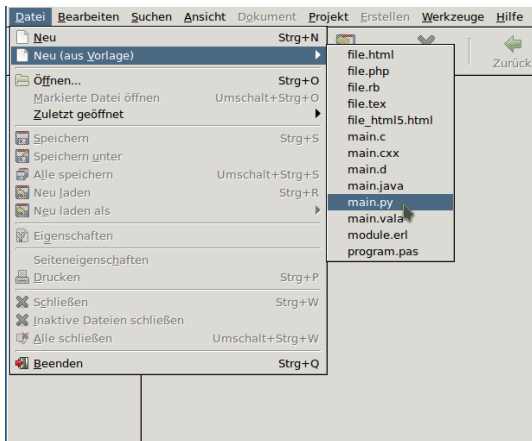 Datei Bearbeiten Suchen Ansicht Dokument Projekt Erstellen Werkzeuge Hilfe
Neu Strg+N
Neu (aus Vorlage)
Öffnen... Strg+O
Markierte Datei öffnen Umschalt+Strg+O
Zuletzt geöffnet
Speichern Strg+S
Speichern unter
Alle speichern Umschalt+Strg+S
Neu laden Strg+R
Neu laden als
Eigenschaften
Seiteneigenschaften
Drucken Strg+P
Schließen Strg+W
Inaktive Dateien schließen
Alle schließen Umschalt+Strg+W
Beenden Strg+Q
file.html
file.php
file.rb
file.tex
file_html5.html
main.c
main.cxx
main.d
main.java
main.py
main.vala
module.erl
program.pas
Zurück